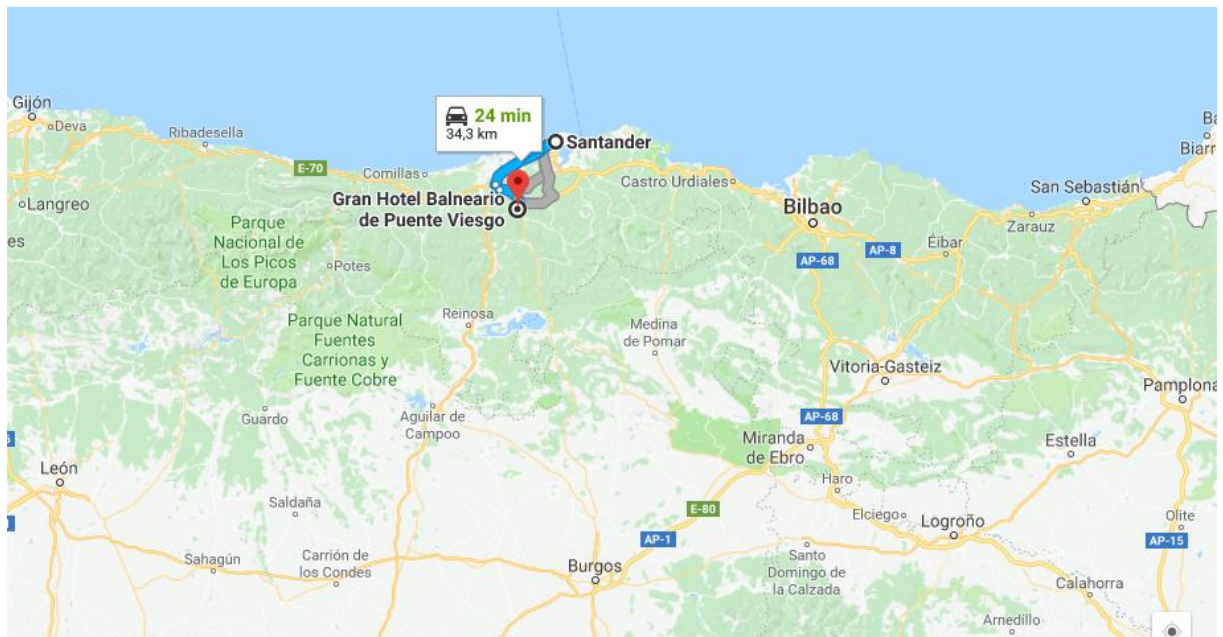 Gijón
Deva
Ribadesella
24 min
34,3 km
Santander
E-70
Comillas
Castro Urdiales
Langreo
Gran Hotel Balneario
de Puente Viesgo
Bilbao
San Sebastián
Zarauz
Parque
Nacional de
Los Picos
de Europa
Potes
AP-68
AP-8
Éibar
Parque Natural
Fuentes
Carrionas y
Fuente Cobre
Reinosa
Medina
de Pomar
Vitoria-Gasteiz
Pamplona
Guardo
Aguilar de
Campoo
AP-68
Miranda
de Ebro
Estella
León
Haro
Saldaña
E-80
Elciego
Logroño
Olite
AP-1
AP-15
Sahagún
Carrión de
los Condes
Burgos
Santo
Domingo de
la Calzada
Calahorra
Arnedillo